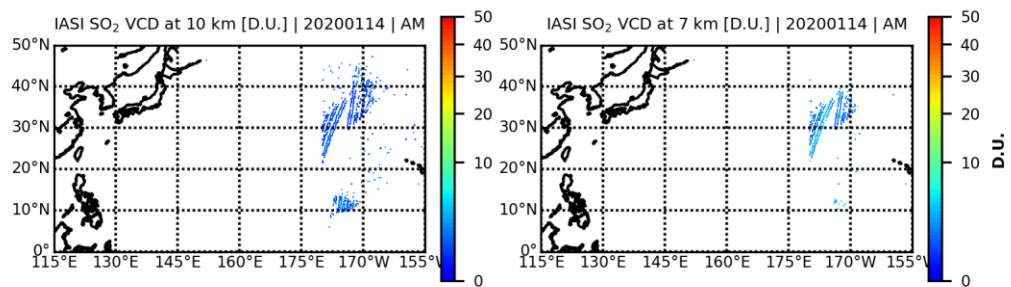 IASI SO₂ VCD at 10 km [D.U.] | 20200114 | AM
50°N
40°N
30°N
20°N
10°N
0°
115°E 130°E 145°E 160°E 175°E 170°W 155°W
50
40
30
20
10
0
IASI SO₂ VCD at 7 km [D.U.] | 20200114 | AM
50°N
40°N
30°N
20°N
10°N
0°
115°E 130°E 145°E 160°E 175°E 170°W 155°W
50
40
30
20
10
0
D.U.